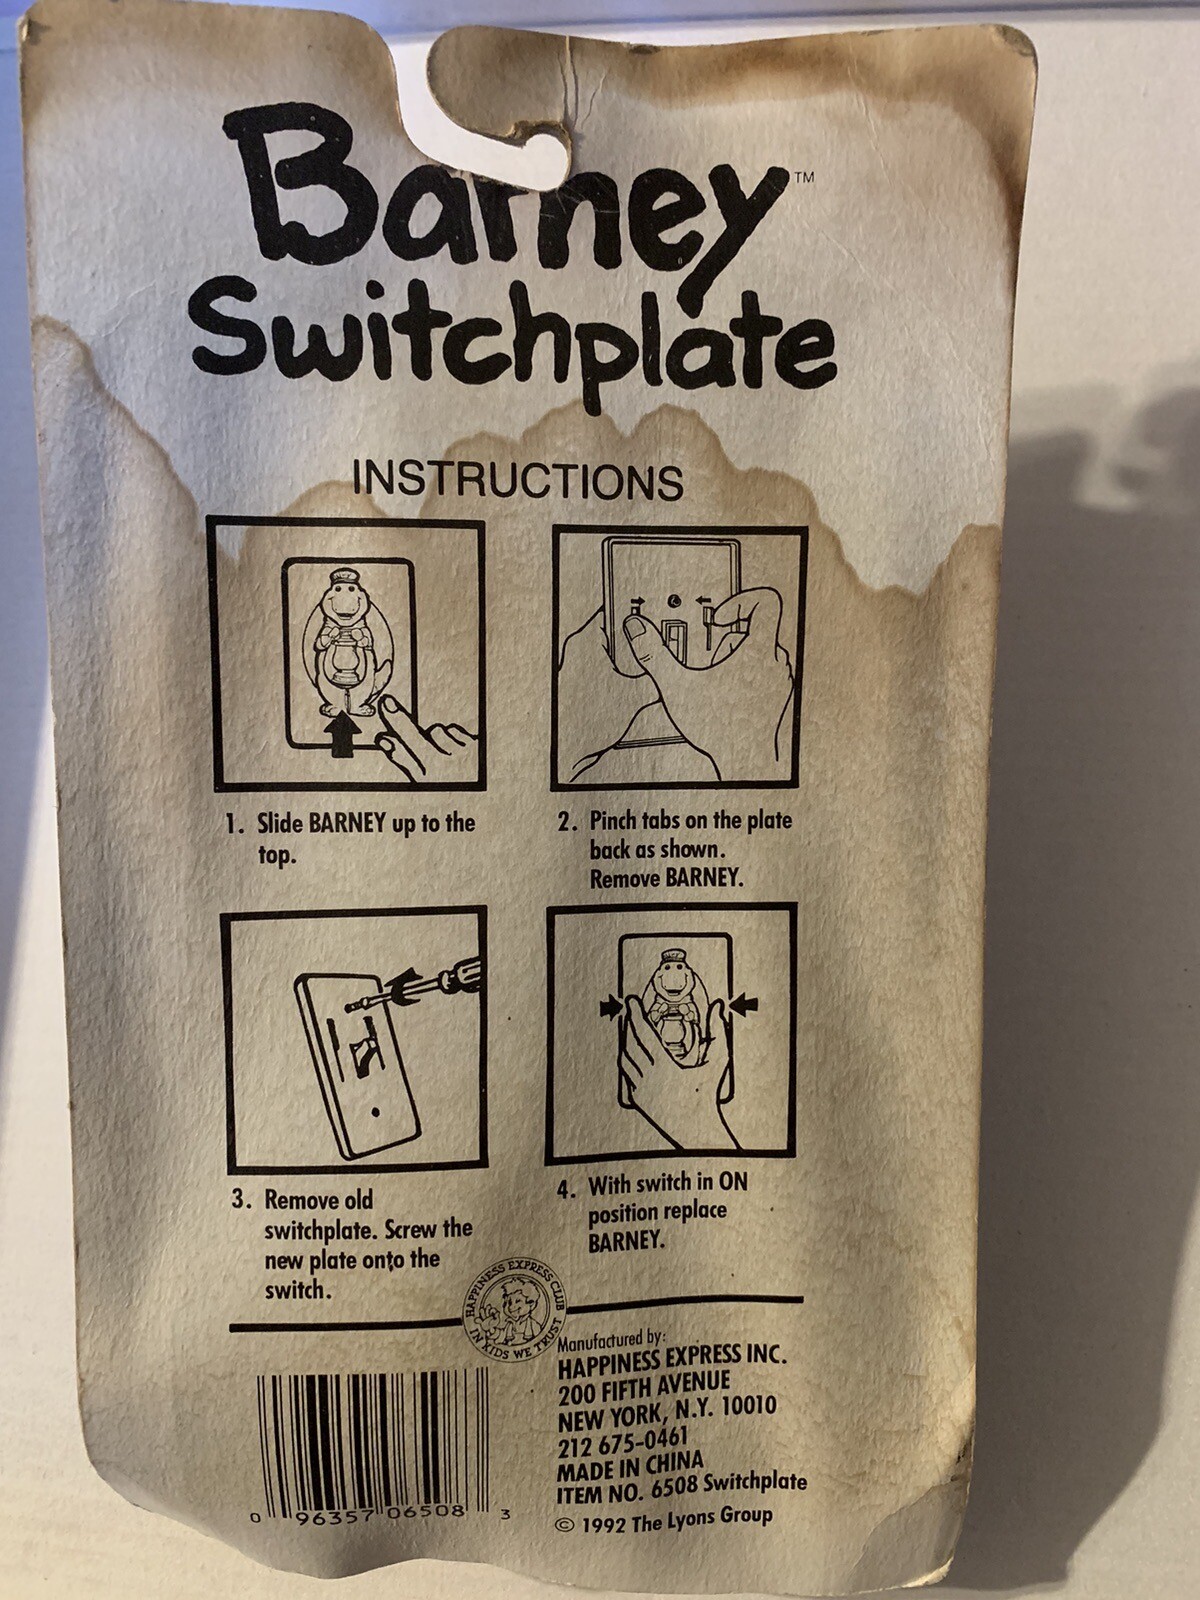 Barney™
Switchplate
INSTRUCTIONS
1. Slide BARNEY up to the
top.
2. Pinch tabs on the plate
back as shown.
Remove BARNEY.
3. Remove old
switchplate. Screw the
new plate onto the
switch.
4. With switch in ON
position replace
BARNEY.
HAPPINESS EXPRESS CLUB
IN KIDS WE TRUST
Manufactured by:
HAPPINESS EXPRESS INC.
200 FIFTH AVENUE
NEW YORK, N.Y. 10010
212 675-0461
MADE IN CHINA
ITEM NO. 6508 Switchplate
© 1992 The Lyons Group
0 96357 06508 3